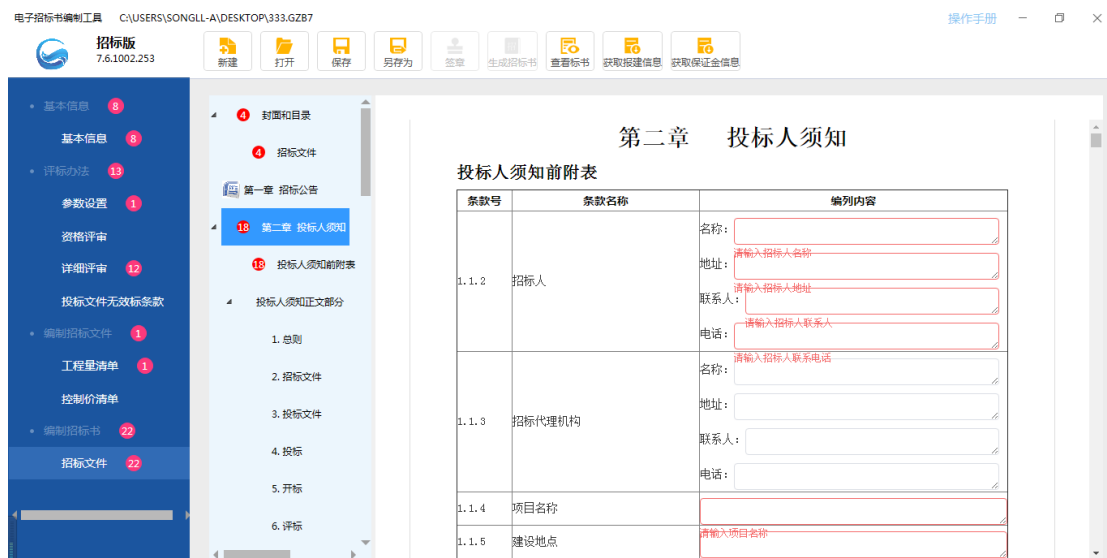 电子招标书编制工具 C:\USERS\SONGLL-A\DESKTOP\333.GZB7 操作手册
招标版
7.6.1002.253
新建 打开 保存 另存为 签章 生成招标书 查看标书 获取报建信息 获取保证金信息
基本信息 8
基本信息 8
评标办法 13
参数设置 1
资格评审
详细评审 12
投标文件无效标条款
编制招标文件 1
工程量清单 1
控制价清单
编制招标书 22
招标文件 22
4 封面和目录
4 招标文件
第一章 招标公告
18 第二章 投标人须知
18 投标人须知前附表
投标人须知正文部分
1. 总则
2. 招标文件
3. 投标文件
4. 投标
5. 开标
6. 评标
第二章 投标人须知
投标人须知前附表
条款号 条款名称 编列内容
1.1.2 招标人
名称：
请输入招标人名称
地址：
请输入招标人地址
联系人：
请输入招标人联系人
电话：
请输入招标人联系电话
1.1.3 招标代理机构
名称：
地址：
联系人：
电话：
1.1.4 项目名称
请输入项目名称
1.1.5 建设地点